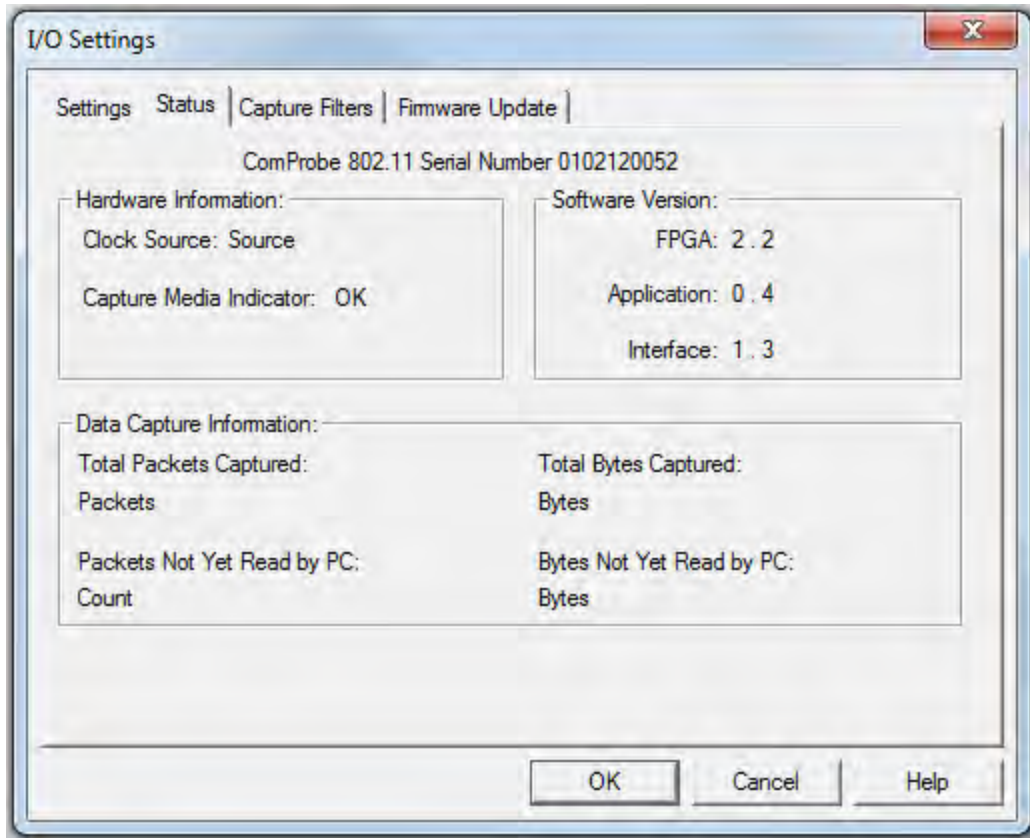 I/O Settings
Settings Status Capture Filters Firmware Update
ComProbe 802.11 Serial Number 0102120052
Hardware Information:
Clock Source: Source
Capture Media Indicator: OK
Software Version:
FPGA: 2 . 2
Application: 0 . 4
Interface: 1 . 3
Data Capture Information:
Total Packets Captured:
Packets
Total Bytes Captured:
Bytes
Packets Not Yet Read by PC:
Count
Bytes Not Yet Read by PC:
Bytes
OK Cancel Help